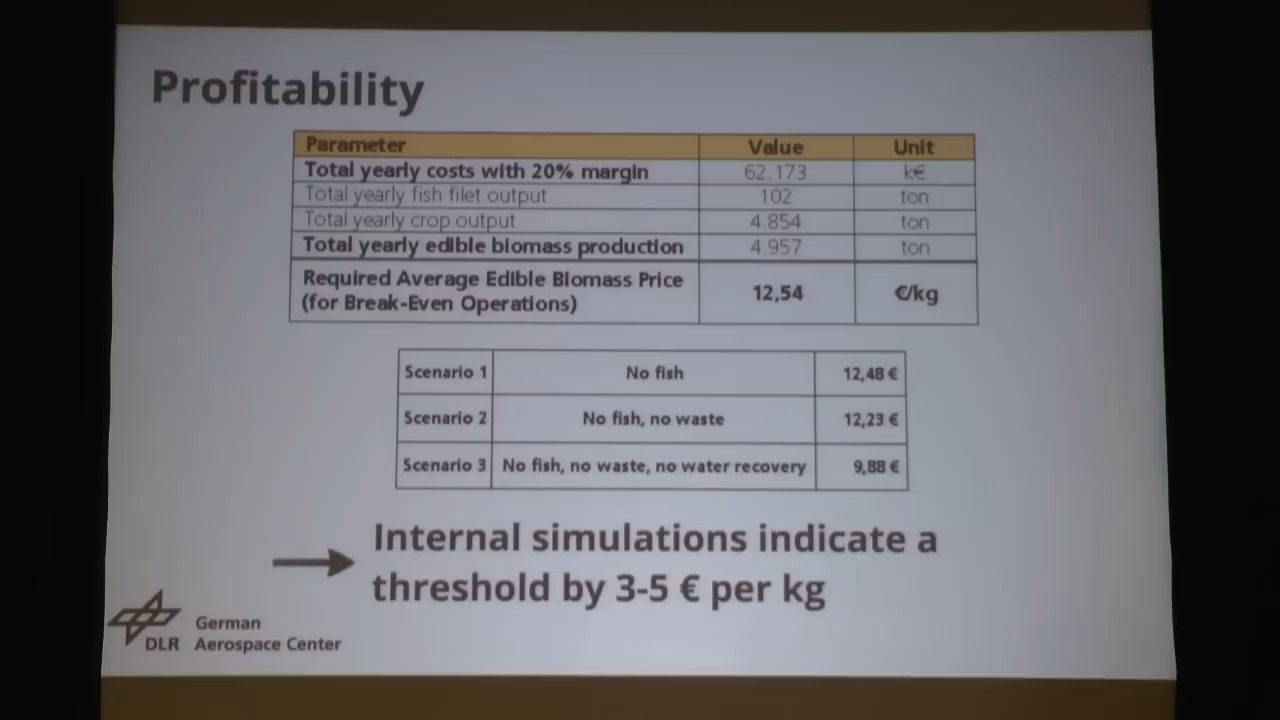 Profitability
Parameter Value Unit
Total yearly costs with 20% margin 62.173 k€
Total yearly fish filet output 102 ton
Total yearly crop output 4.854 ton
Total yearly edible biomass production 4.957 ton
Required Average Edible Biomass Price
(for Break-Even Operations) 12,54 €/kg
Scenario 1 No fish 12,48 €
Scenario 2 No fish, no waste 12,23 €
Scenario 3 No fish, no waste, no water recovery 9,88 €
Internal simulations indicate a
threshold by 3-5 € per kg
German
DLR Aerospace Center